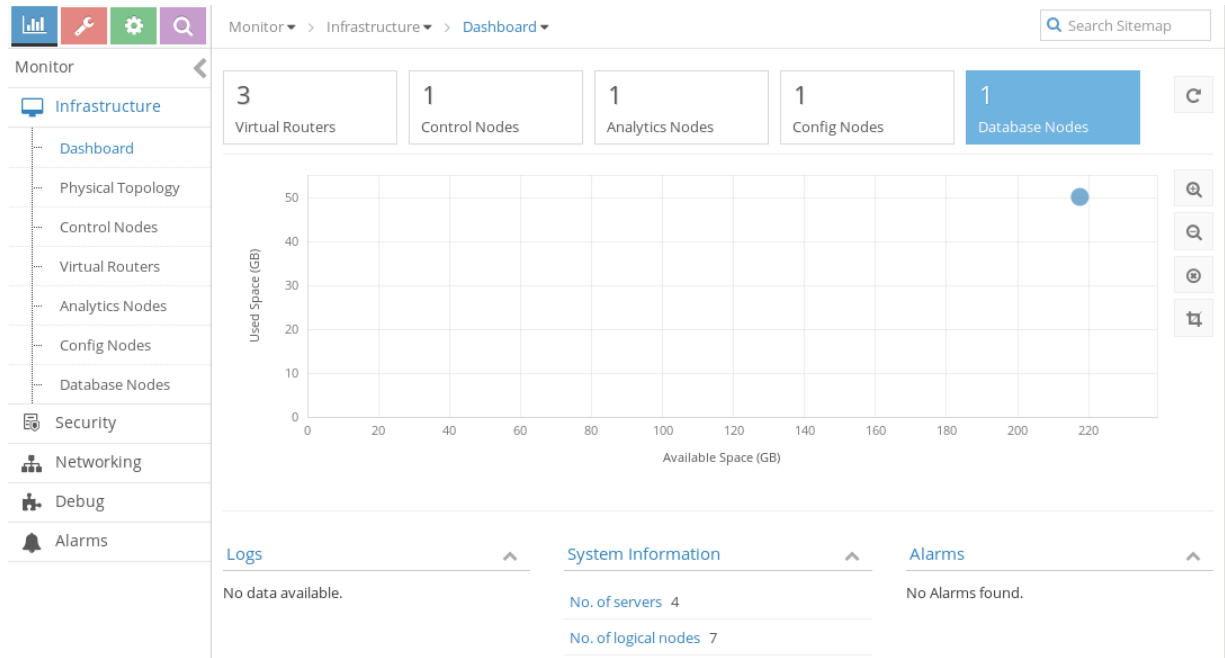 Monitor > Infrastructure > Dashboard
Search Sitemap
Monitor
Infrastructure
Dashboard
Physical Topology
Control Nodes
Virtual Routers
Analytics Nodes
Config Nodes
Database Nodes
Security
Networking
Debug
Alarms
3
Virtual Routers
1
Control Nodes
1
Analytics Nodes
1
Config Nodes
1
Database Nodes
Used Space (GB)
50
40
30
20
10
0
0 20 40 60 80 100 120 140 160 180 200 220
Available Space (GB)
Logs
No data available.
System Information
No. of servers 4
No. of logical nodes 7
Alarms
No Alarms found.